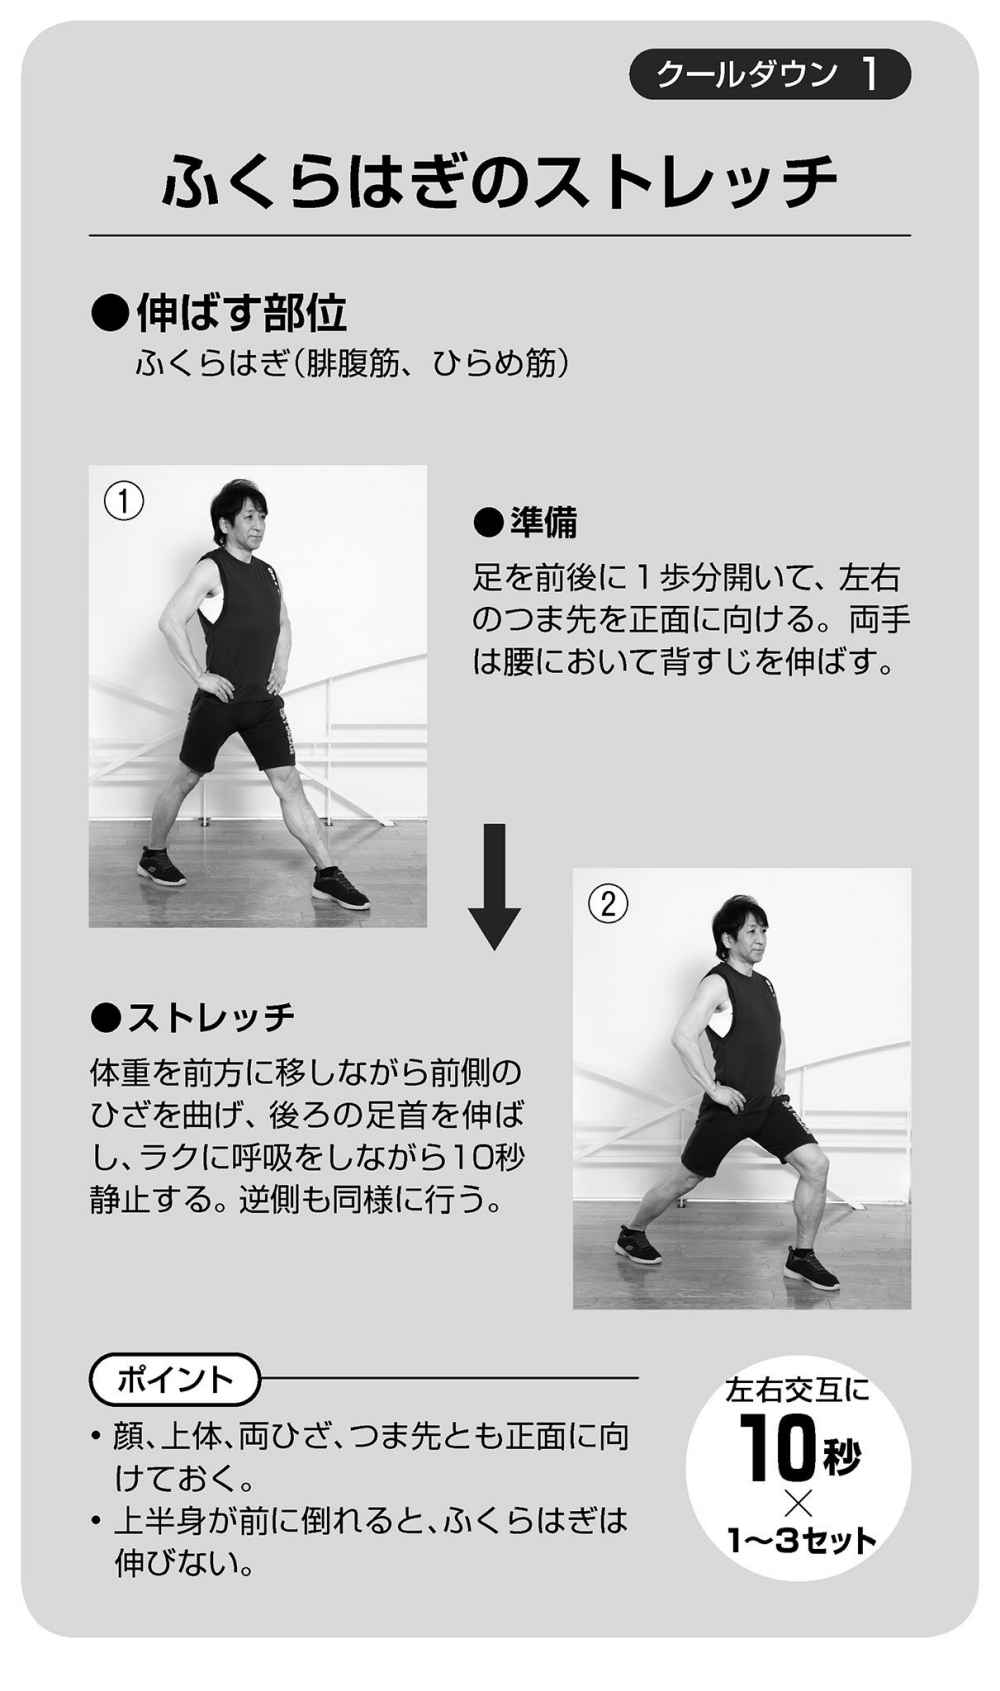 クールダウン 1
ふくらはぎのストレッチ
●伸ばす部位
ふくらはぎ(腓腹筋、ひらめ筋)
①
●準備
足を前後に1歩分開いて、左右
のつま先を正面に向ける。両手
は腰において背すじを伸ばす。
②
●ストレッチ
体重を前方に移しながら前側の
ひざを曲げ、後ろの足首を伸ば
し、ラクに呼吸をしながら10秒
静止する。逆側も同様に行う。
ポイント
・顔、上体、両ひざ、つま先とも正面に向
けておく。
・上半身が前に倒れると、ふくらはぎは
伸びない。
左右交互に
10秒
×
1〜3セット